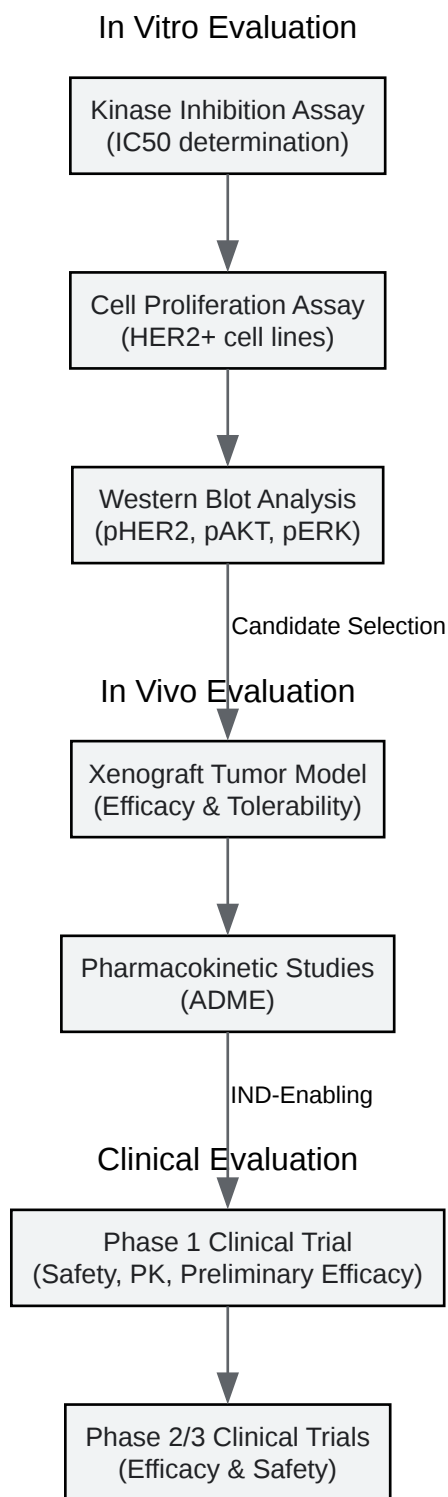 In Vitro Evaluation
Kinase Inhibition Assay
(IC50 determination)
Cell Proliferation Assay
(HER2+ cell lines)
Western Blot Analysis
(pHER2, pAKT, pERK)
Candidate Selection
In Vivo Evaluation
Xenograft Tumor Model
(Efficacy & Tolerability)
Pharmacokinetic Studies
(ADME)
IND-Enabling
Clinical Evaluation
Phase 1 Clinical Trial
(Safety, PK, Preliminary Efficacy)
Phase 2/3 Clinical Trials
(Efficacy & Safety)